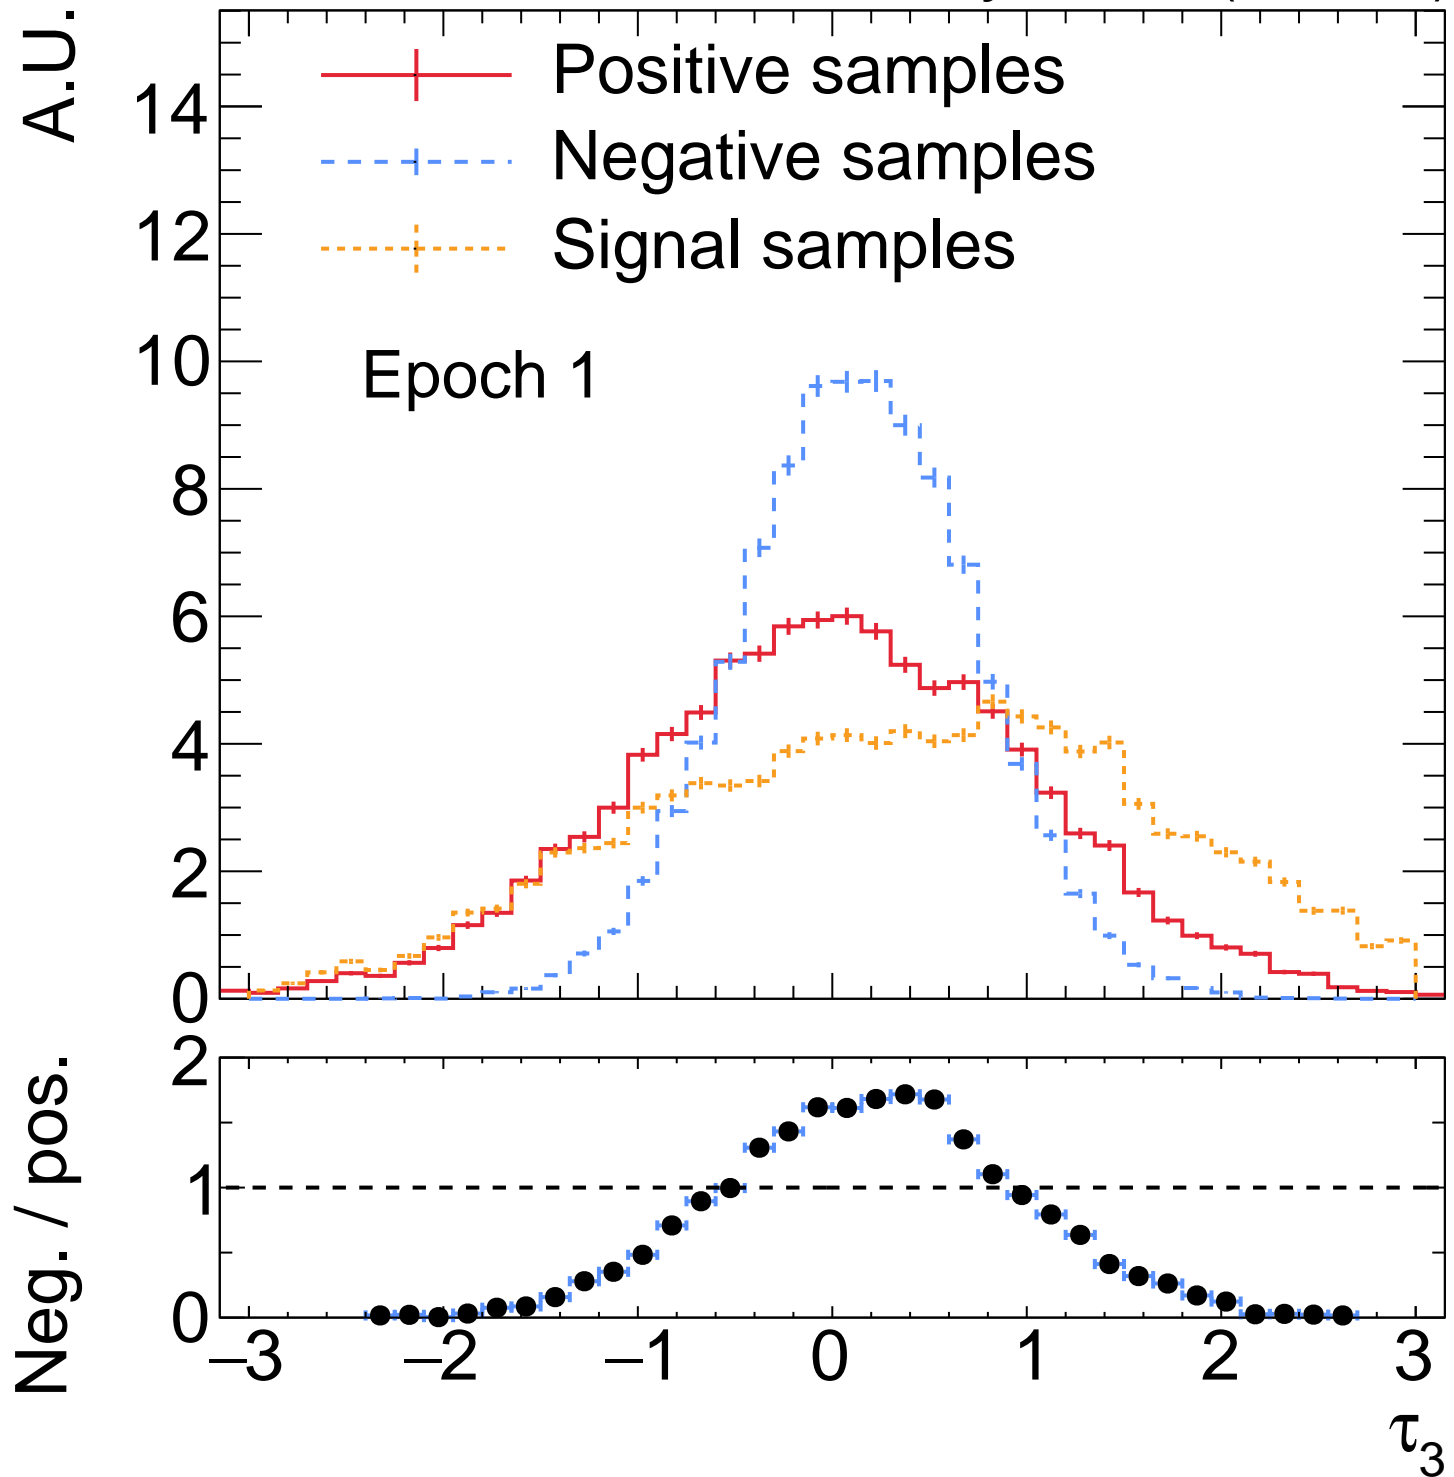 A.U.
14
12
10
8
6
4
2
0
Positive samples
Negative samples
Signal samples
Epoch 1
Neg. / pos.
2
1
0
–3 –2 –1 0 1 2 3
τ3